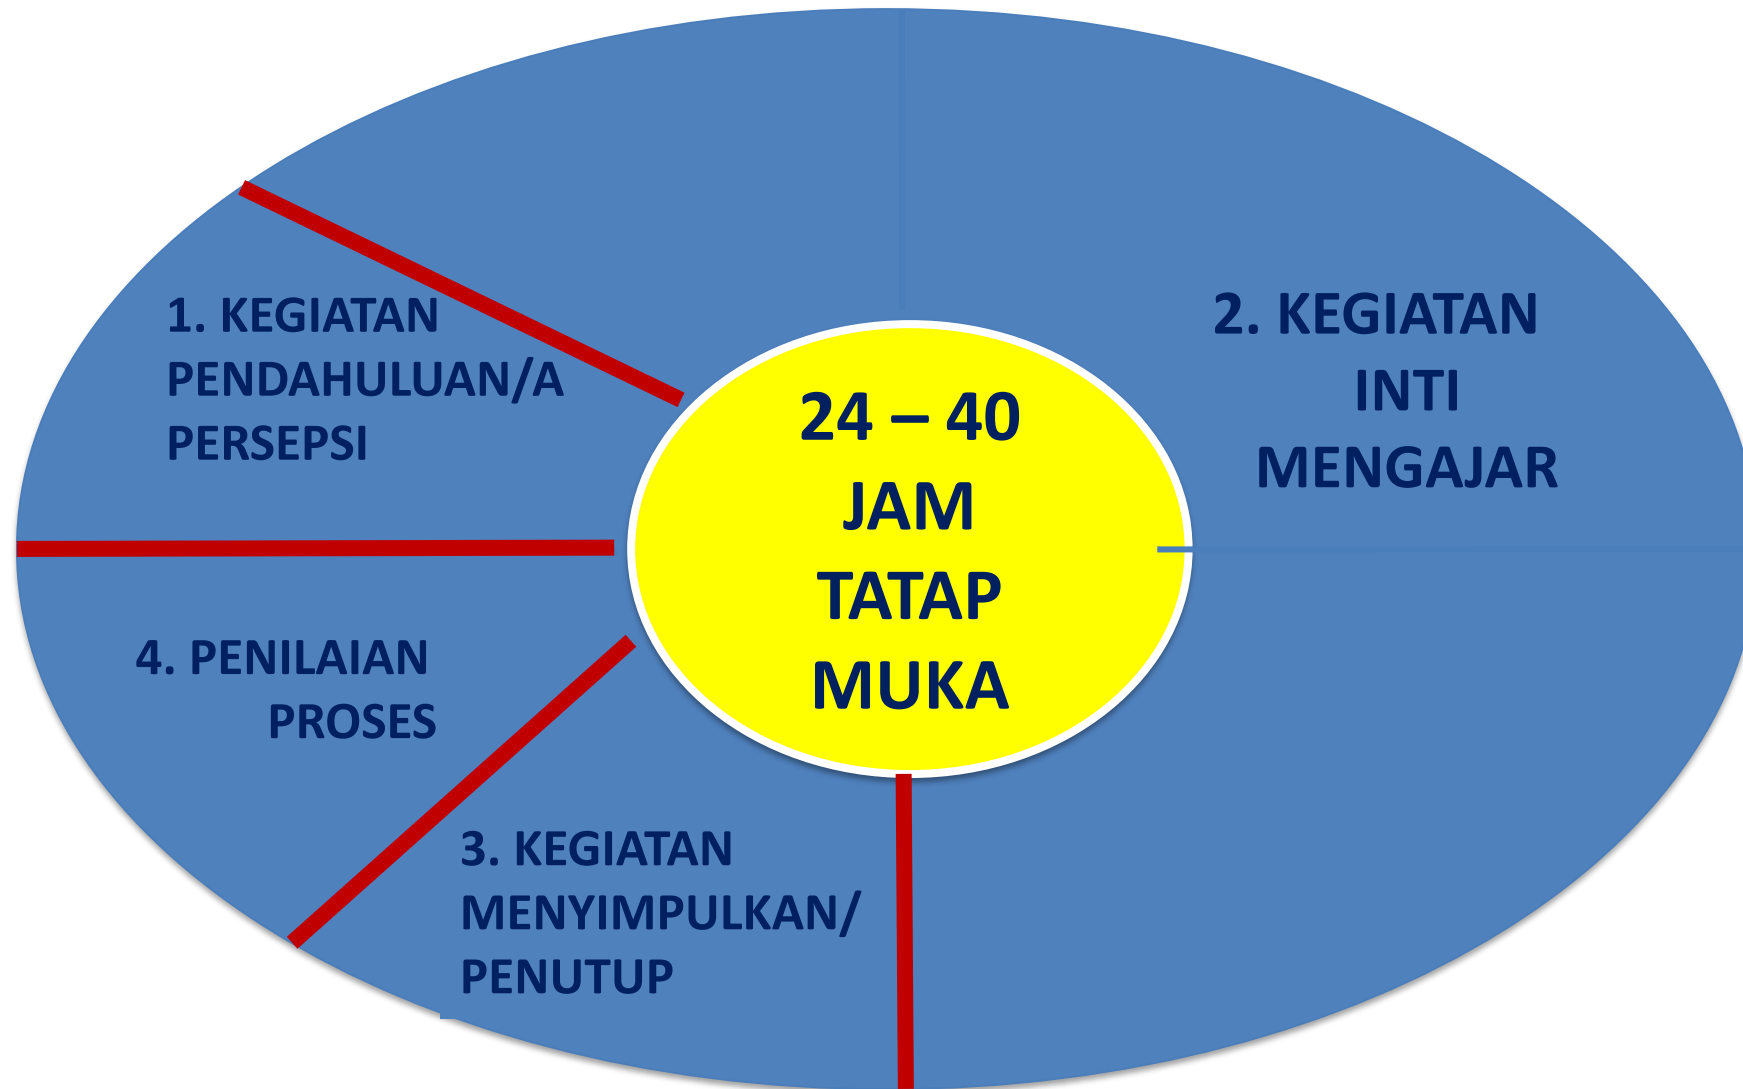 1. KEGIATAN
PENDAHULUAN/A
PERSEPSI
2. KEGIATAN
INTI
MENGAJAR
24 – 40
JAM
TATAP
MUKA
4. PENILAIAN
PROSES
3. KEGIATAN
MENYIMPULKAN/
PENUTUP